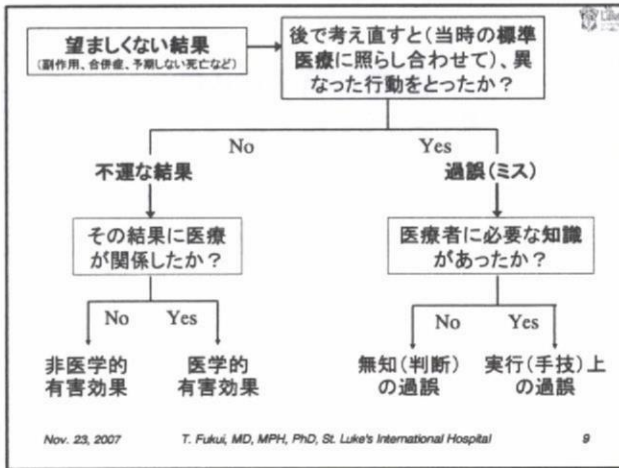 望ましくない結果
(副作用、合併症、予期しない死亡など)
後で考え直すと(当時の標準
医療に照らし合わせて)、異
なった行動をとったか？
No
Yes
不運な結果
過誤(ミス)
その結果に医療
が関係したか？
医療者に必要な知識
があったか？
No
Yes
No
Yes
非医学的
有害効果
医学的
有害効果
無知(判断)
の過誤
実行(手技)上
の過誤
Nov. 23, 2007
T. Fukui, MD, MPH, PhD, St. Luke's International Hospital
9